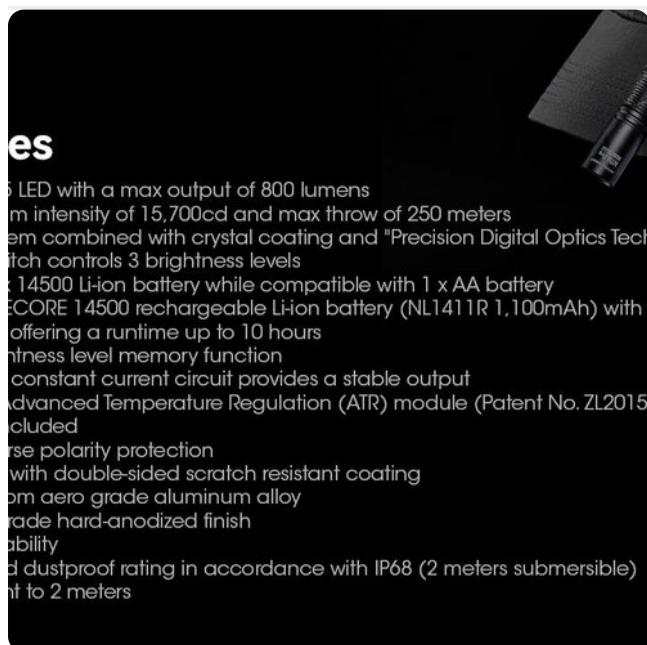 es
5 LED with a max output of 800 lumens
m intensity of 15,700cd and max throw of 250 meters
em combined with crystal coating and "Precision Digital Optics Tech
itch controls 3 brightness levels
x 14500 Li-ion battery while compatible with 1 x AA battery
ECORE 14500 rechargeable Li-ion battery (NL1411R 1,100mAh) with
offering a runtime up to 10 hours
htness level memory function
constant current circuit provides a stable output
Advanced Temperature Regulation (ATR) module (Patent No. ZL2015
ncluded
rse polarity protection
with double-sided scratch resistant coating
om aero grade aluminum alloy
rade hard-anodized finish
ability
d dustproof rating in accordance with IP68 (2 meters submersible)
nt to 2 meters